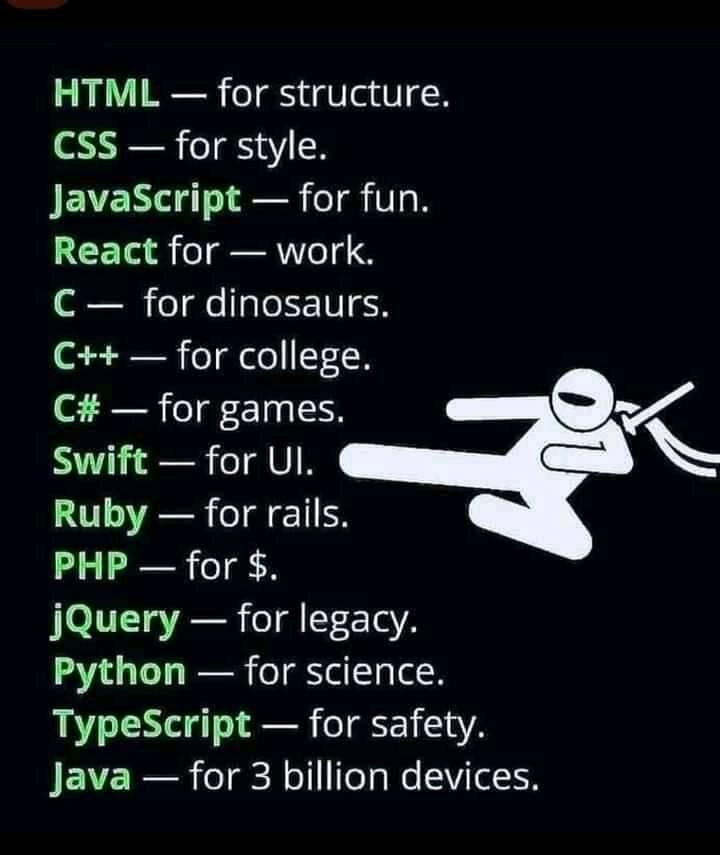 HTML — for structure.
CSS — for style.
JavaScript — for fun.
React for — work.
C — for dinosaurs.
C++ — for college.
C# — for games.
Swift — for UI.
Ruby — for rails.
PHP — for $.
jQuery — for legacy.
Python — for science.
TypeScript — for safety.
Java — for 3 billion devices.